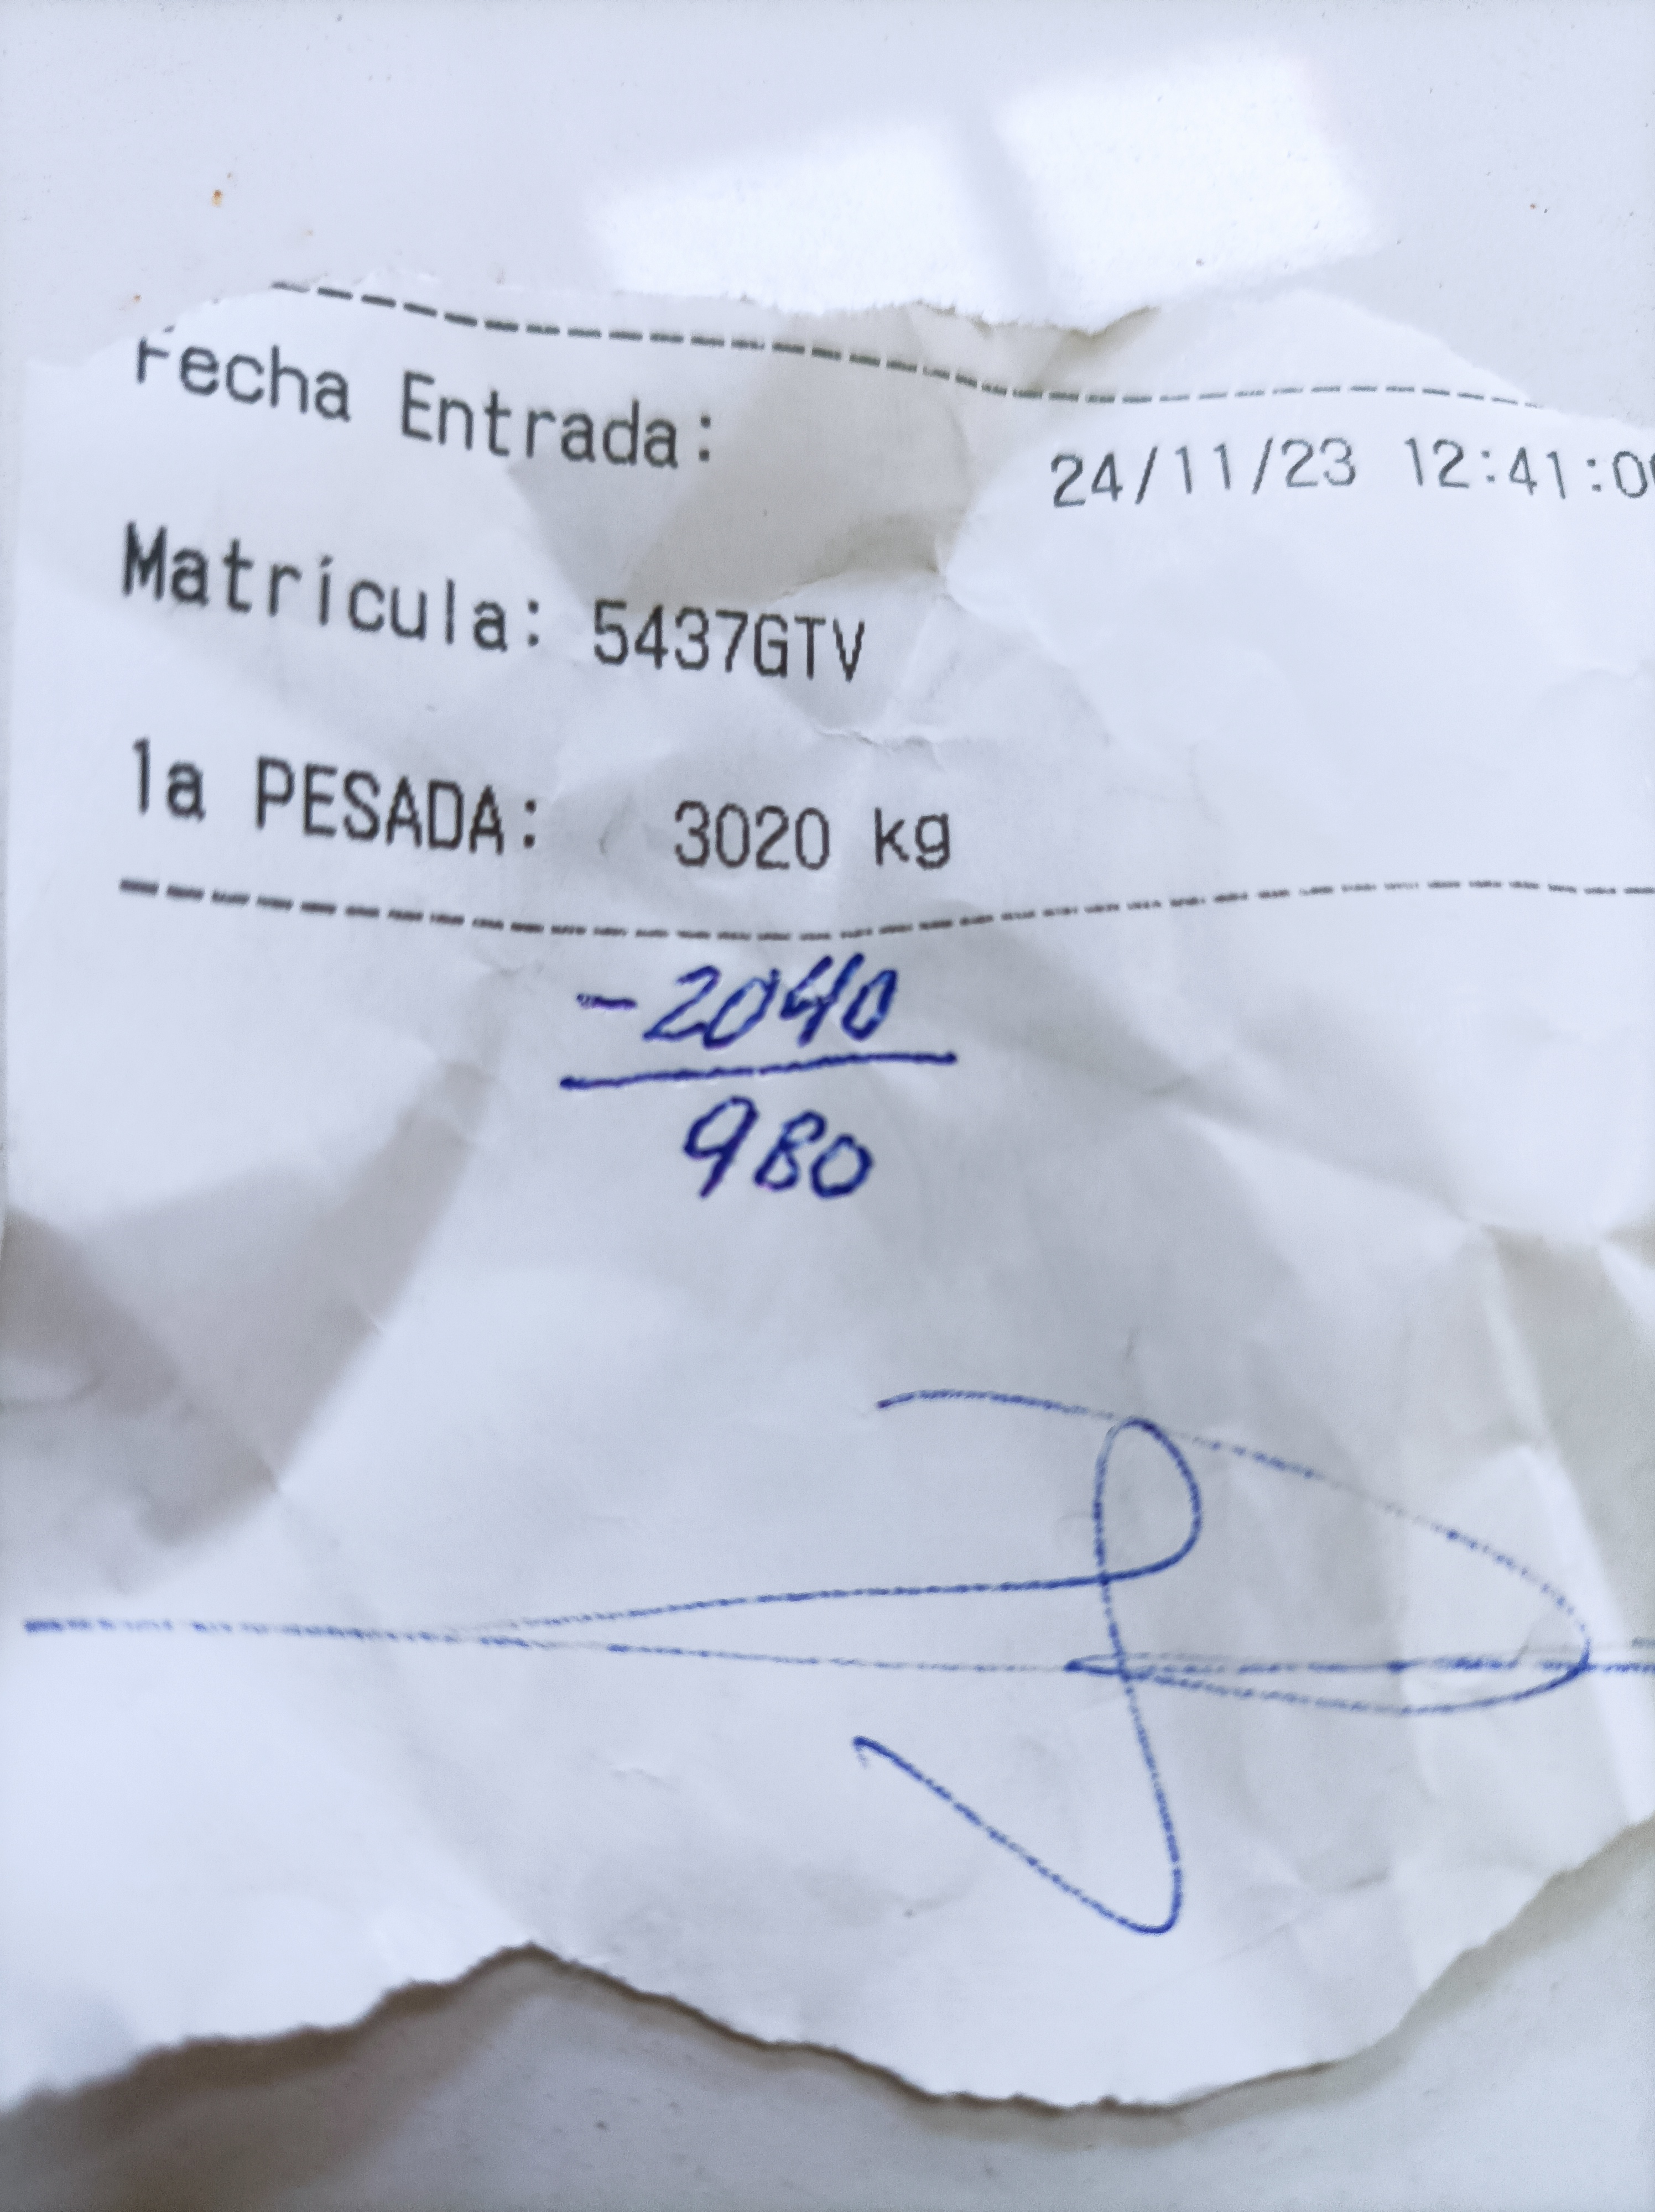 Fecha Entrada: 24/11/23 12:41:0
Matrícula: 5437GTV
1a PESADA: 3020 kg
-2040
980